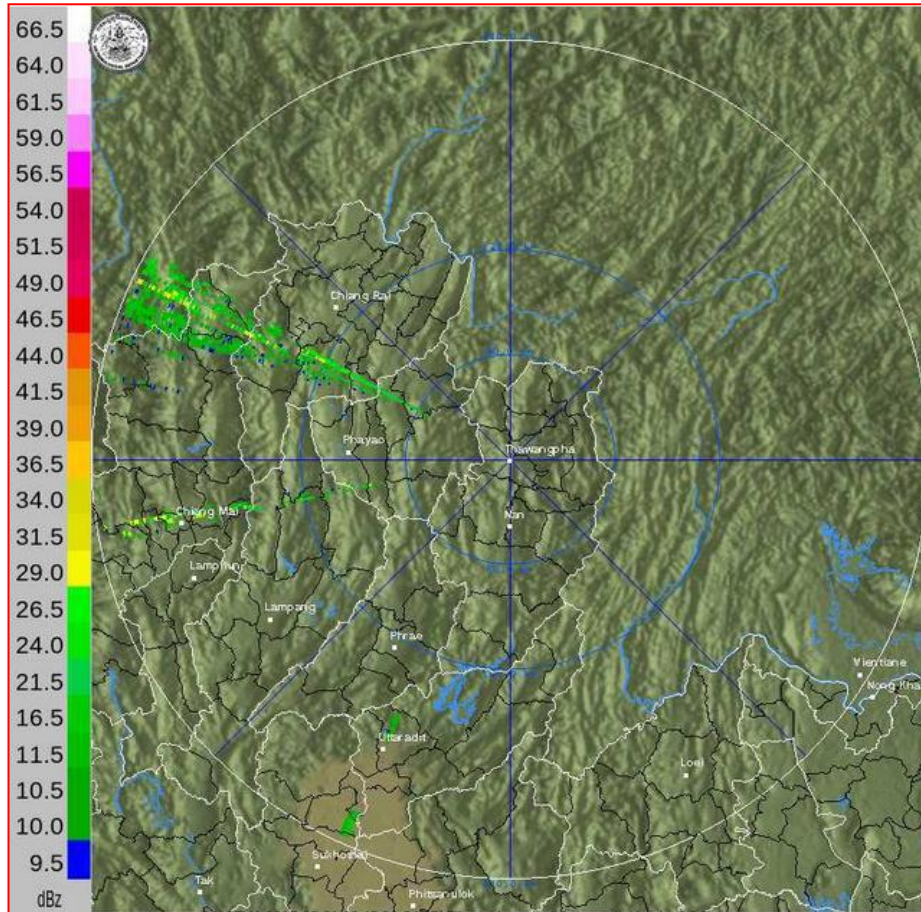 66.5
64.0
61.5
59.0
56.5
54.0
51.5
49.0
46.5
44.0
41.5
39.0
36.5
34.0
31.5
29.0
26.5
24.0
21.5
16.5
11.5
10.5
10.0
9.5
dBz
Chiang Rai
Phayao
Thawangpha
Chiang Mai
Nan
Lamphun
Lampang
Phrae
Vientiane
Nong Kha
Uttaradit
Loei
Sukhothai
Tak
Phitsanulok